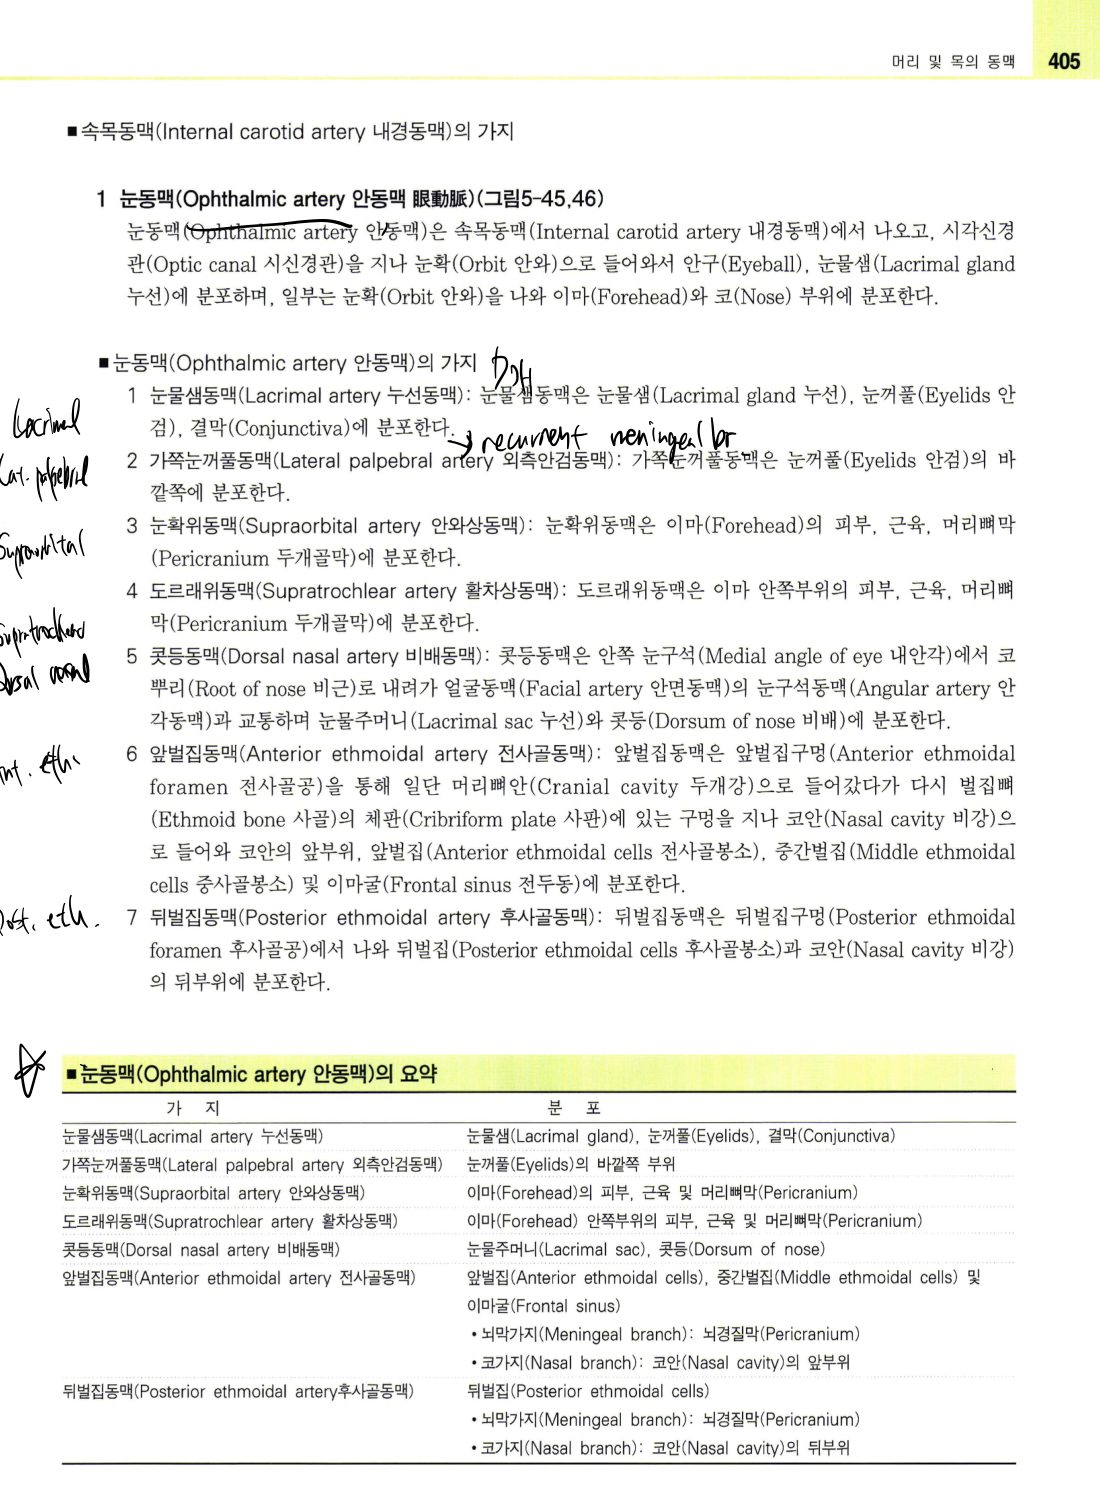 머리 및 목의 동맥 405
■속목동맥(Internal carotid artery 내경동맥)의 가지
1 눈동맥(Ophthalmic artery 안동맥 眼動脈)(그림5-45,46)
눈동맥(Ophthalmic artery 안동맥)은 속목동맥(Internal carotid artery 내경동맥)에서 나오고, 시각신경
관(Optic canal 시신경관)을 지나 눈확(Orbit 안와)으로 들어와서 안구(Eyeball), 눈물샘(Lacrimal gland
누선)에 분포하며, 일부는 눈확(Orbit 안와)을 나와 이마(Forehead)와 코(Nose) 부위에 분포한다.
■눈동맥(Ophthalmic artery 안동맥)의 가지
1 눈물샘동맥(Lacrimal artery 누선동맥): 눈물샘동맥은 눈물샘(Lacrimal gland 누선), 눈꺼풀(Eyelids 안
Lacrimal
검), 결막(Conjunctiva)에 분포한다.
→ recurrent meningeal br
2 가쪽눈꺼풀동맥(Lateral palpebral artery 외측안검동맥): 가쪽눈꺼풀동맥은 눈꺼풀(Eyelids 안검)의 바
Lat. palpebral
깥쪽에 분포한다.
3 눈확위동맥(Supraorbital artery 안와상동맥): 눈확위동맥은 이마(Forehead)의 피부, 근육, 머리뼈막
Supraorbital
(Pericranium 두개골막)에 분포한다.
4 도르래위동맥(Supratrochlear artery 활차상동맥): 도르래위동맥은 이마 안쪽부위의 피부, 근육, 머리뼈
막(Pericranium 두개골막)에 분포한다.
5 콧등동맥(Dorsal nasal artery 비배동맥): 콧등동맥은 안쪽 눈구석(Medial angle of eye 내안각)에서 코
뿌리(Root of nose 비근)로 내려가 얼굴동맥(Facial artery 안면동맥)의 눈구석동맥(Angular artery 안
Dorsal nasal
각동맥)과 교통하며 눈물주머니(Lacrimal sac 누선)와 콧등(Dorsum of nose 비배)에 분포한다.
6 앞벌집동맥(Anterior ethmoidal artery 전사골동맥): 앞벌집동맥은 앞벌집구멍(Anterior ethmoidal
foramen 전사골공)을 통해 일단 머리뼈안(Cranial cavity 두개강)으로 들어갔다가 다시 벌집뼈
(Ethmoid bone 사골)의 체판(Cribriform plate 사판)에 있는 구멍을 지나 코안(Nasal cavity 비강)으
로 들어와 코안의 앞부위, 앞벌집(Anterior ethmoidal cells 전사골봉소), 중간벌집(Middle ethmoidal
cells 중사골봉소) 및 이마굴(Frontal sinus 전두동)에 분포한다.
7 뒤벌집동맥(Posterior ethmoidal artery 후사골동맥): 뒤벌집동맥은 뒤벌집구멍(Posterior ethmoidal
Post. eth.
foramen 후사골공)에서 나와 뒤벌집(Posterior ethmoidal cells 후사골봉소)과 코안(Nasal cavity 비강)
의 뒤부위에 분포한다.
■눈동맥(Ophthalmic artery 안동맥)의 요약
가 지 분 포
눈물샘동맥(Lacrimal artery 누선동맥) 눈물샘(Lacrimal gland), 눈꺼풀(Eyelids), 결막(Conjunctiva)
가쪽눈꺼풀동맥(Lateral palpebral artery 외측안검동맥) 눈꺼풀(Eyelids)의 바깥쪽 부위
눈확위동맥(Supraorbital artery 안와상동맥) 이마(Forehead)의 피부, 근육 및 머리뼈막(Pericranium)
도르래위동맥(Supratrochlear artery 활차상동맥) 이마(Forehead) 안쪽부위의 피부, 근육 및 머리뼈막(Pericranium)
콧등동맥(Dorsal nasal artery 비배동맥) 눈물주머니(Lacrimal sac), 콧등(Dorsum of nose)
앞벌집동맥(Anterior ethmoidal artery 전사골동맥) 앞벌집(Anterior ethmoidal cells), 중간벌집(Middle ethmoidal cells) 및
이마굴(Frontal sinus)
• 뇌막가지(Meningeal branch): 뇌경질막(Pericranium)
• 코가지(Nasal branch): 코안(Nasal cavity)의 앞부위
뒤벌집동맥(Posterior ethmoidal artery후사골동맥) 뒤벌집(Posterior ethmoidal cells)
• 뇌막가지(Meningeal branch): 뇌경질막(Pericranium)
• 코가지(Nasal branch): 코안(Nasal cavity)의 뒤부위